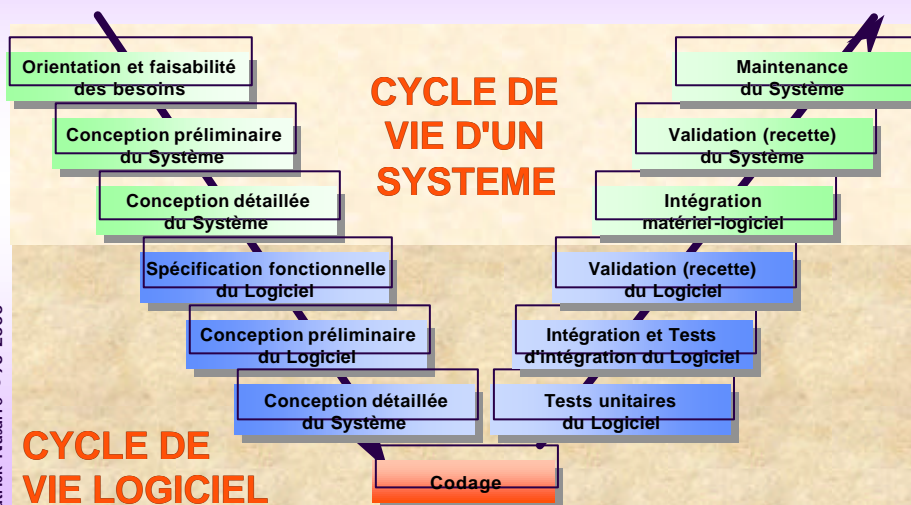 Orientation et faisabilité
des besoins
Conception préliminaire
du Système
Conception détaillée
du Système
Spécification fonctionnelle
du Logiciel
Conception préliminaire
du Logiciel
Conception détaillée
du Système
Codage
Tests unitaires
du Logiciel
Intégration et Tests
d'intégration du Logiciel
Validation (recette)
du Logiciel
Intégration
matériel-logiciel
Validation (recette)
du Système
Maintenance
du Système
CYCLE DE
VIE D'UN
SYSTEME
CYCLE DE
VIE LOGICIEL